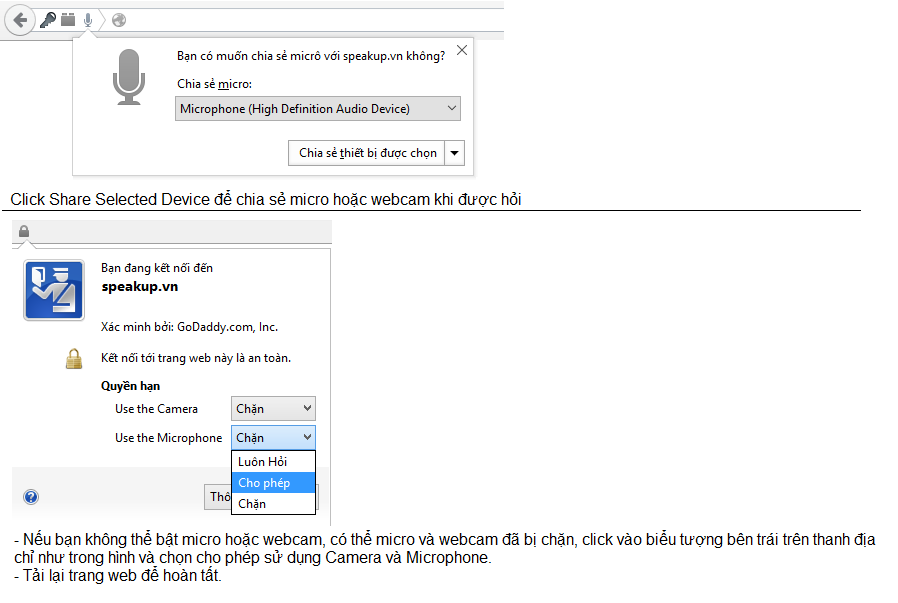 Bạn có muốn chia sẻ micrô với speakup.vn không?
Chia sẻ micro:
Microphone (High Definition Audio Device)
Chia sẻ thiết bị được chọn
Click Share Selected Device để chia sẻ micro hoặc webcam khi được hỏi
Bạn đang kết nối đến
speakup.vn
Xác minh bởi: GoDaddy.com, Inc.
Kết nối tới trang web này là an toàn.
Quyền hạn
Use the Camera Chặn
Use the Microphone Chặn
Luôn Hỏi
Cho phép
Chặn
Thô
- Nếu bạn không thể bật micro hoặc webcam, có thể micro và webcam đã bị chặn, click vào biểu tượng bên trái trên thanh địa
chỉ như trong hình và chọn cho phép sử dụng Camera và Microphone.
- Tải lại trang web để hoàn tất.